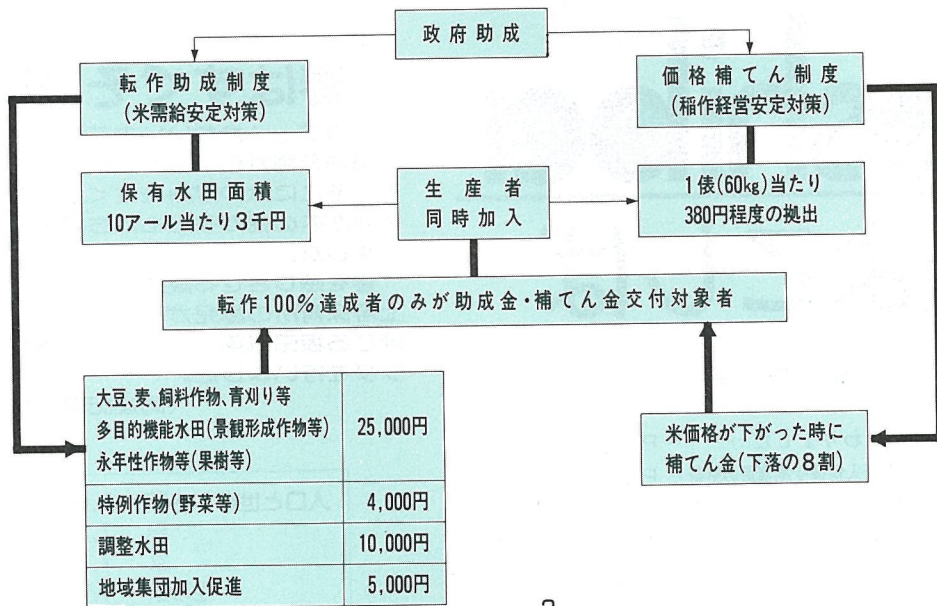 政府助成
転作助成制度
(米需給安定対策)
価格補てん制度
(稲作経営安定対策)
保有水田面積
10アール当たり3千円
生産者
同時加入
1俵(60kg)当たり
380円程度の拠出
転作100%達成者のみが助成金・補てん金交付対象者
大豆、麦、飼料作物、青刈り等
多目的機能水田(景観形成作物等)
永年性作物等(果樹等)
25,000円
特例作物(野菜等)
4,000円
調整水田
10,000円
地域集団加入促進
5,000円
米価格が下がった時に
補てん金(下落の8割)